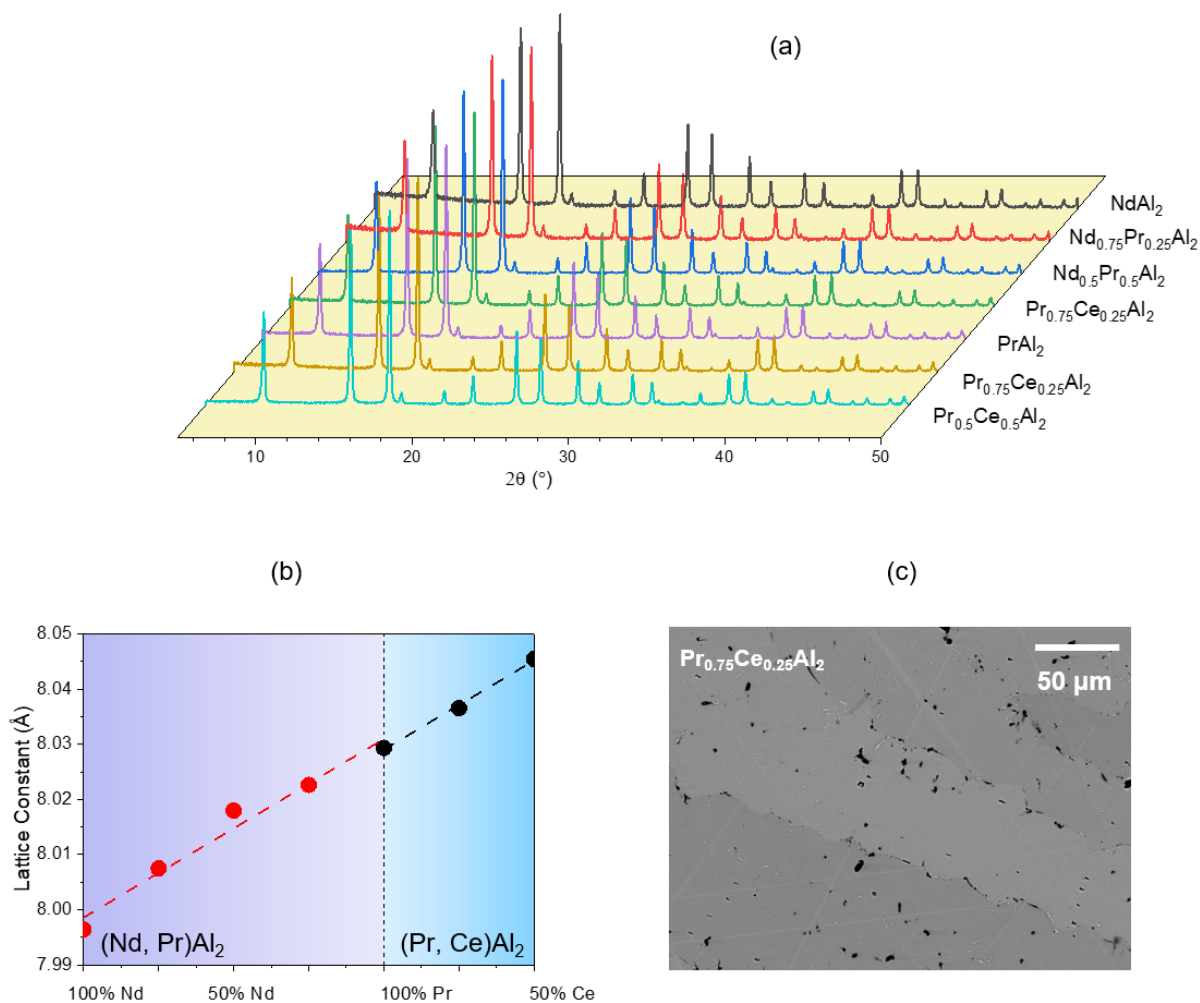 (a)
NdAl₂
Nd₀.₇₅Pr₀.₂₅Al₂
Nd₀.₅Pr₀.₅Al₂
Pr₀.₇₅Ce₀.₂₅Al₂
PrAl₂
Pr₀.₇₅Ce₀.₂₅Al₂
Pr₀.₅Ce₀.₅Al₂
10 20 30 40 50
2θ (°)
(b)
Lattice Constant (Å)
8.05
8.04
8.03
8.02
8.01
8.00
7.99
(Nd, Pr)Al₂ (Pr, Ce)Al₂
100% Nd 50% Nd 100% Pr 50% Ce
(c)
Pr₀.₇₅Ce₀.₂₅Al₂
50 µm